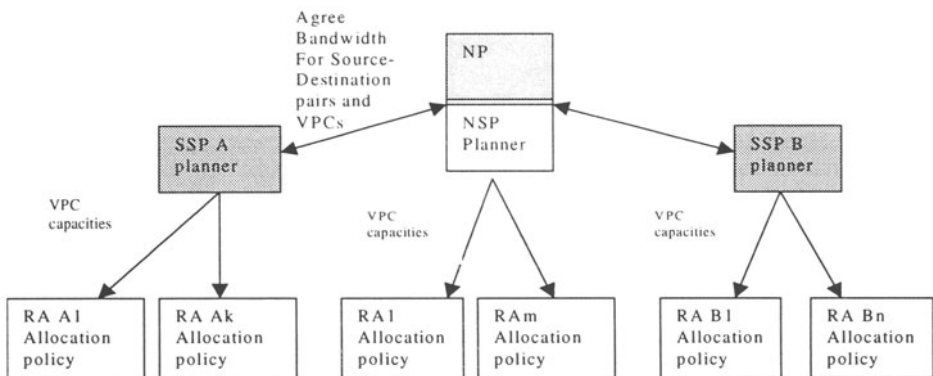 Agree
Bandwidth
For Source-
Destination
pairs and
VPCs
NP
NSP
Planner
SSP A
planner
SSP B
planner
VPC
capacities
VPC
capacities
VPC
capacities
RA A1
Allocation
policy
RA Ak
Allocation
policy
RA1
Allocation
policy
RAm
Allocation
policy
RA B1
Allocation
policy
RA Bn
Allocation
policy